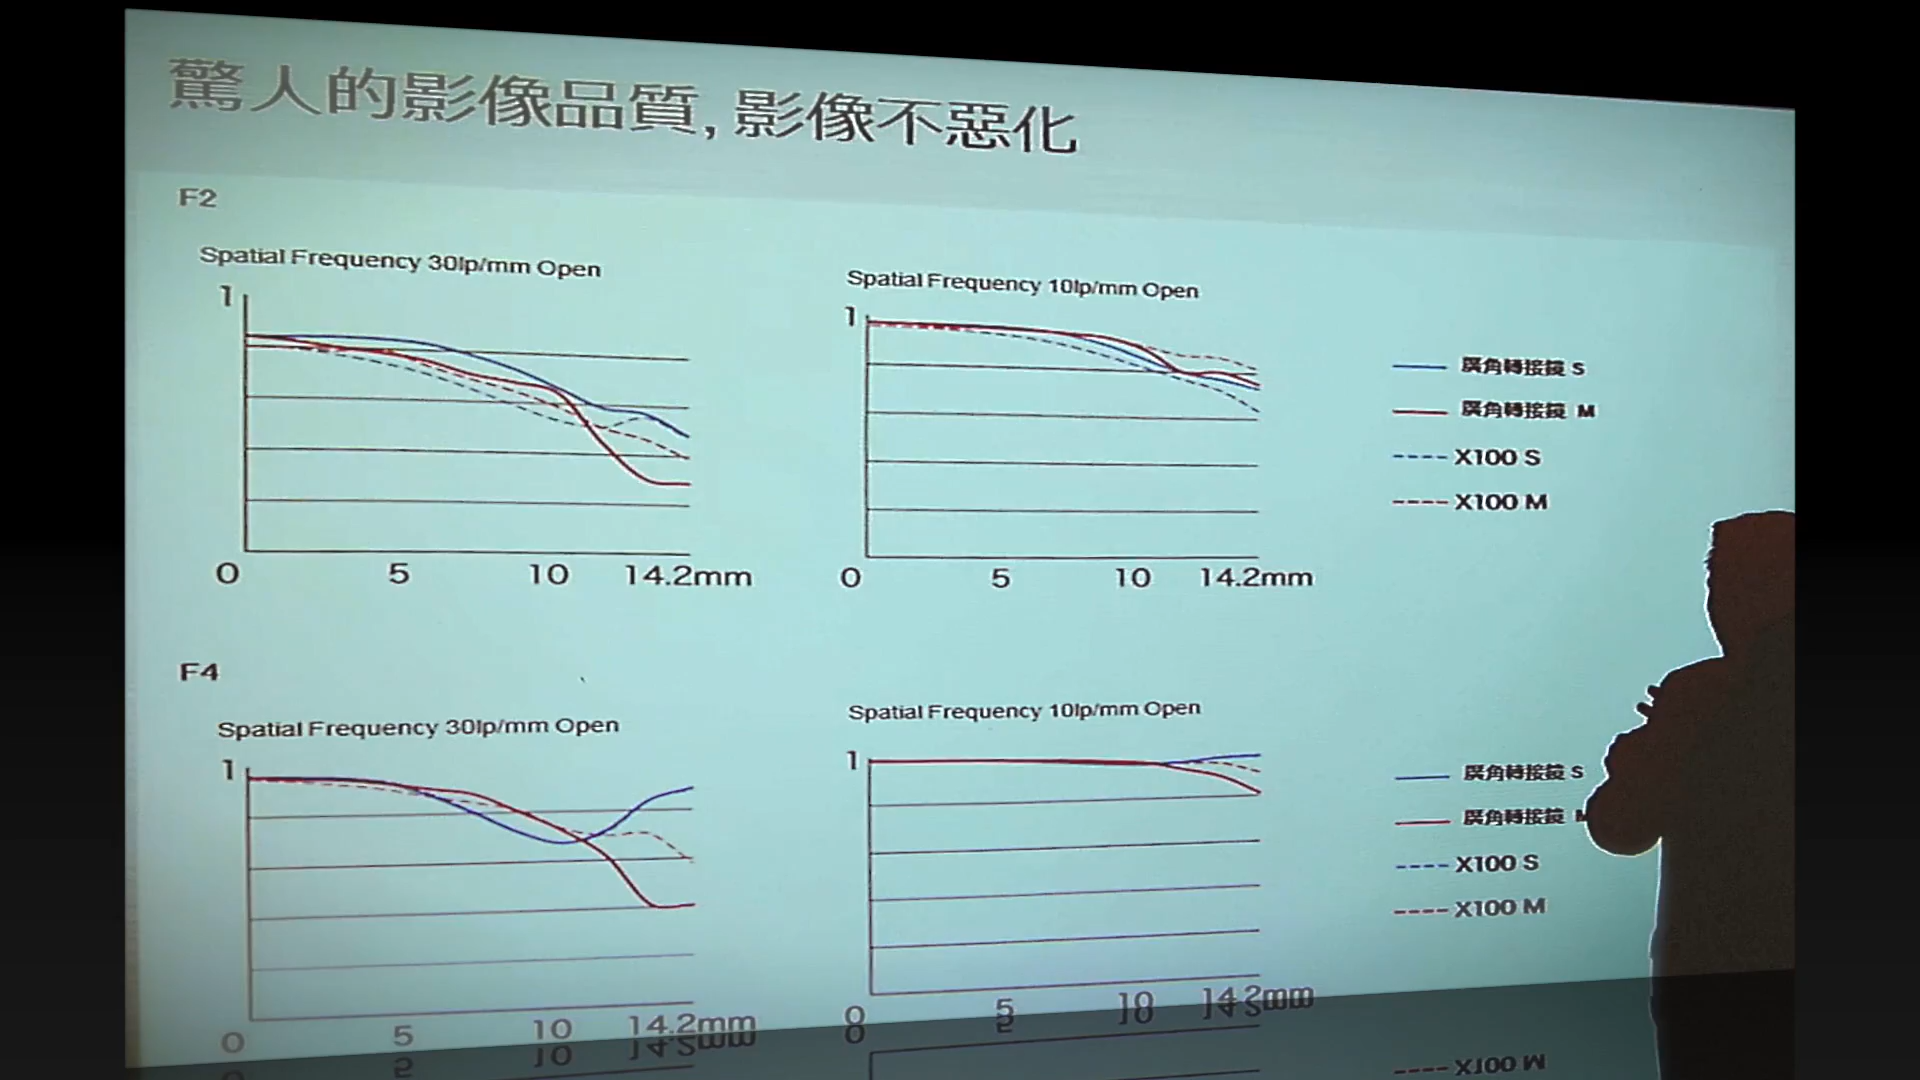 驚人的影像品質, 影像不惡化
F2
Spatial Frequency 30lp/mm Open
1
0 5 10 14.2mm
Spatial Frequency 10lp/mm Open
1
0 5 10 14.2mm
廣角轉接鏡 S
廣角轉接鏡 M
X100 S
X100 M
F4
Spatial Frequency 30lp/mm Open
1
0 5 10 14.2mm
Spatial Frequency 10lp/mm Open
1
0 5 10 14.2mm
廣角轉接鏡 S
廣角轉接鏡 M
X100 S
X100 M